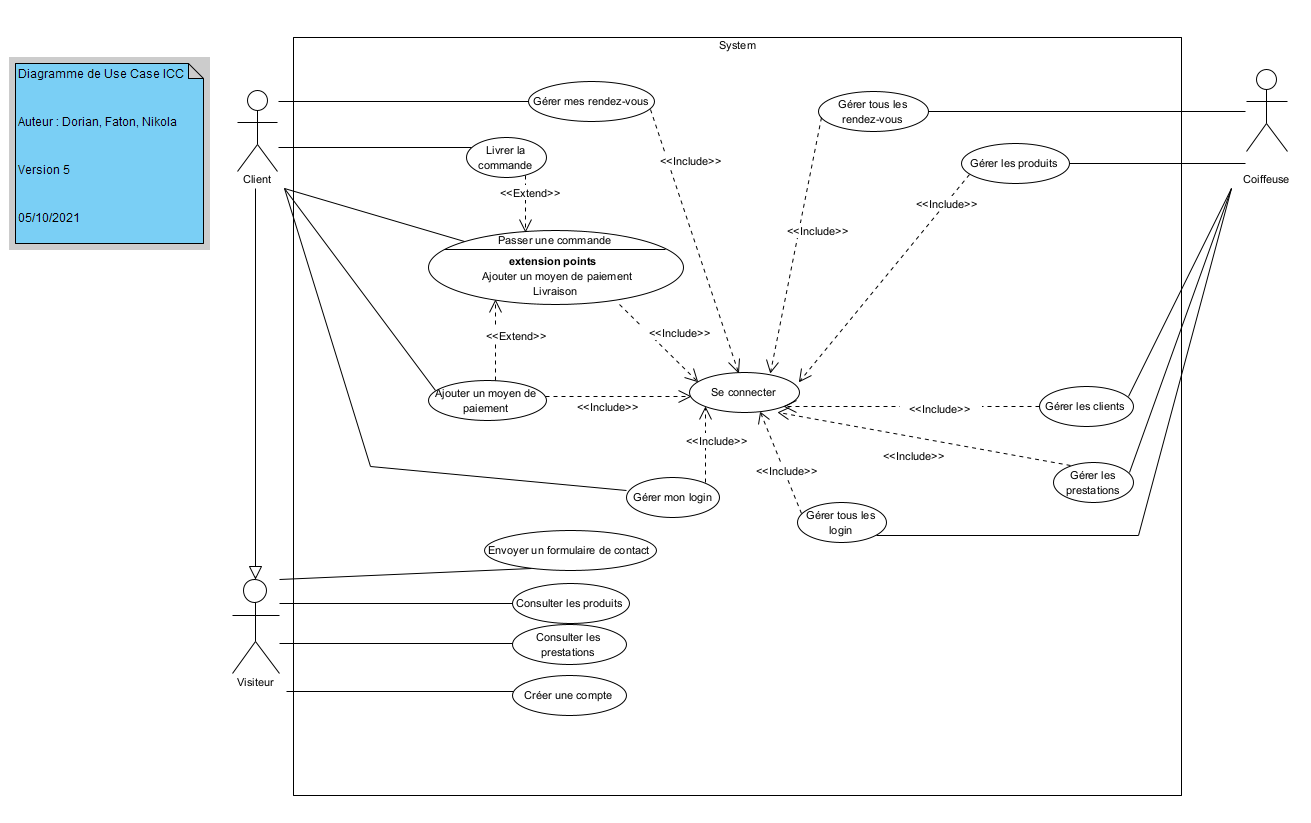 System
Diagramme de Use Case ICC
Auteur : Dorian, Faton, Nikola
Version 5
05/10/2021
Client
Coiffeuse
Visiteur
Gérer mes rendez-vous
Livrer la
commande
<<Extend>>
Passer une commande
extension points
Ajouter un moyen de paiement
Livraison
<<Extend>>
Ajouter un moyen de
paiement
<<Include>>
<<Include>>
<<Include>>
Gérer tous les
rendez-vous
<<Include>>
Gérer les produits
<<Include>>
Se connecter
Gérer les clients
<<Include>>
Gérer les
prestations
<<Include>>
Gérer mon login
<<Include>>
Gérer tous les
login
<<Include>>
Envoyer un formulaire de contact
Consulter les produits
Consulter les
prestations
Créer une compte